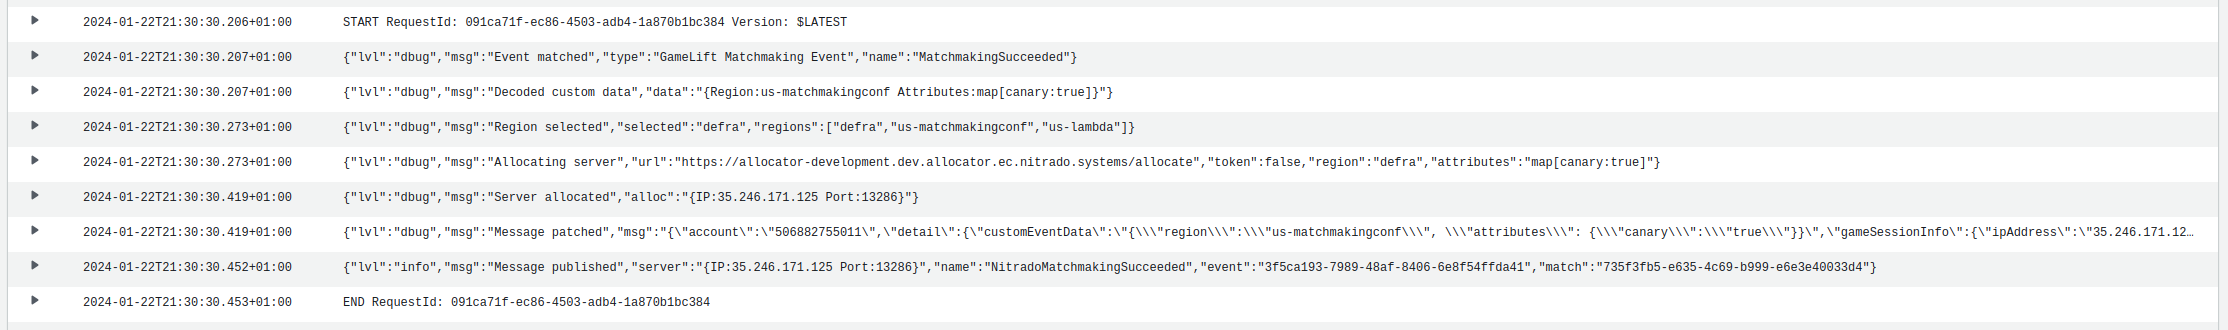 2024-01-22T21:30:30.206+01:00 START RequestId: 091ca71f-ec86-4503-adb4-1a870b1bc384 Version: $LATEST
2024-01-22T21:30:30.207+01:00 {"lvl":"dbug","msg":"Event matched","type":"GameLift Matchmaking Event","name":"MatchmakingSucceeded"}
2024-01-22T21:30:30.207+01:00 {"lvl":"dbug","msg":"Decoded custom data","data":"{Region:us-matchmakingconf Attributes:map[canary:true]}"}
2024-01-22T21:30:30.273+01:00 {"lvl":"dbug","msg":"Region selected","selected":"defra","regions":["defra","us-matchmakingconf","us-lambda"]}
2024-01-22T21:30:30.273+01:00 {"lvl":"dbug","msg":"Allocating server","url":"https://allocator-development.dev.allocator.ec.nitrado.systems/allocate","token":false,"region":"defra","attributes":"map[canary:true]"}
2024-01-22T21:30:30.419+01:00 {"lvl":"dbug","msg":"Server allocated","alloc":"{IP:35.246.171.125 Port:13286}"}
2024-01-22T21:30:30.419+01:00 {"lvl":"dbug","msg":"Message patched","msg":"{\"account\":\"506882755011\",\"detail\":{\"customEventData\":\"{\\\"region\\\":\\\"us-matchmakingconf\\\", \\\"attributes\\\": {\\\"canary\\\":\\\"true\\\"}}\",\"gameSessionInfo\":{\"ipAddress\":\"35.246.171.12…
2024-01-22T21:30:30.452+01:00 {"lvl":"info","msg":"Message published","server":"{IP:35.246.171.125 Port:13286}","name":"NitradoMatchmakingSucceeded","event":"3f5ca193-7989-48af-8406-6e8f54ffda41","match":"735f3fb5-e635-4c69-b999-e6e3e40033d4"}
2024-01-22T21:30:30.453+01:00 END RequestId: 091ca71f-ec86-4503-adb4-1a870b1bc384